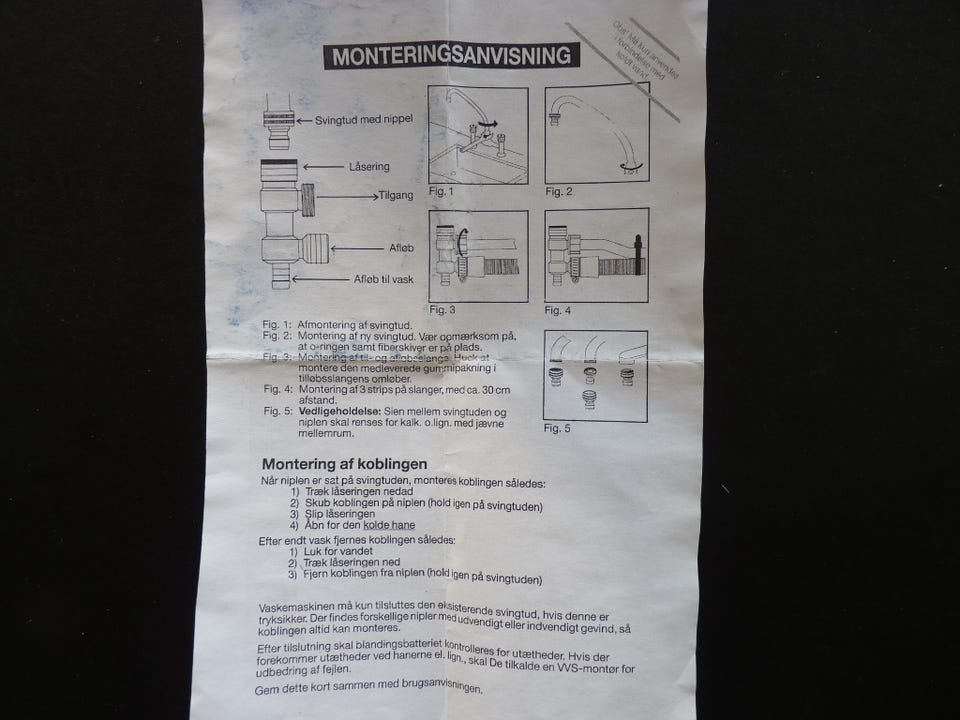 MONTERINGSANVISNING
Obs! Må kun anvendes
i forbindelse med
koldt vand.
Svingtud med nippel
Låsering
Tilgang
Afløb
Afløb til vask
Fig. 1
Fig. 2
Fig. 3
Fig. 4
Fig. 5
Fig. 1: Afmontering af svingtud.
Fig. 2: Montering af ny svingtud. Vær opmærksom på,
at o-ringen samt fiberskiver er på plads.
Fig. 3: Montering af til- og afløbsslange. Husk at
montere den medleverede gummipakning i
tilløbsslangens omløber.
Fig. 4: Montering af 3 strips på slanger, med ca. 30 cm
afstand.
Fig. 5: Vedligeholdelse: Sien mellem svingtuden og
niplen skal renses for kalk. o.lign. med jævne
mellemrum.
Montering af koblingen
Når niplen er sat på svingtuden, monteres koblingen således:
1) Træk låseringen nedad
2) Skub koblingen på niplen (hold igen på svingtuden)
3) Slip låseringen
4) Åbn for den kolde hane
Efter endt vask fjernes koblingen således:
1) Luk for vandet
2) Træk låseringen ned
3) Fjern koblingen fra niplen (hold igen på svingtuden)
Vaskemaskinen må kun tilsluttes den eksisterende svingtud, hvis denne er
tryksikker. Der findes forskellige nipler med udvendigt eller indvendigt gevind, så
koblingen altid kan monteres.
Efter tilslutning skal blandingsbatteriet kontrolleres for utætheder. Hvis der
forekommer utætheder ved hanerne el. lign., skal De tilkalde en VVS-montør for
udbedring af fejlen.
Gem dette kort sammen med brugsanvisningen.